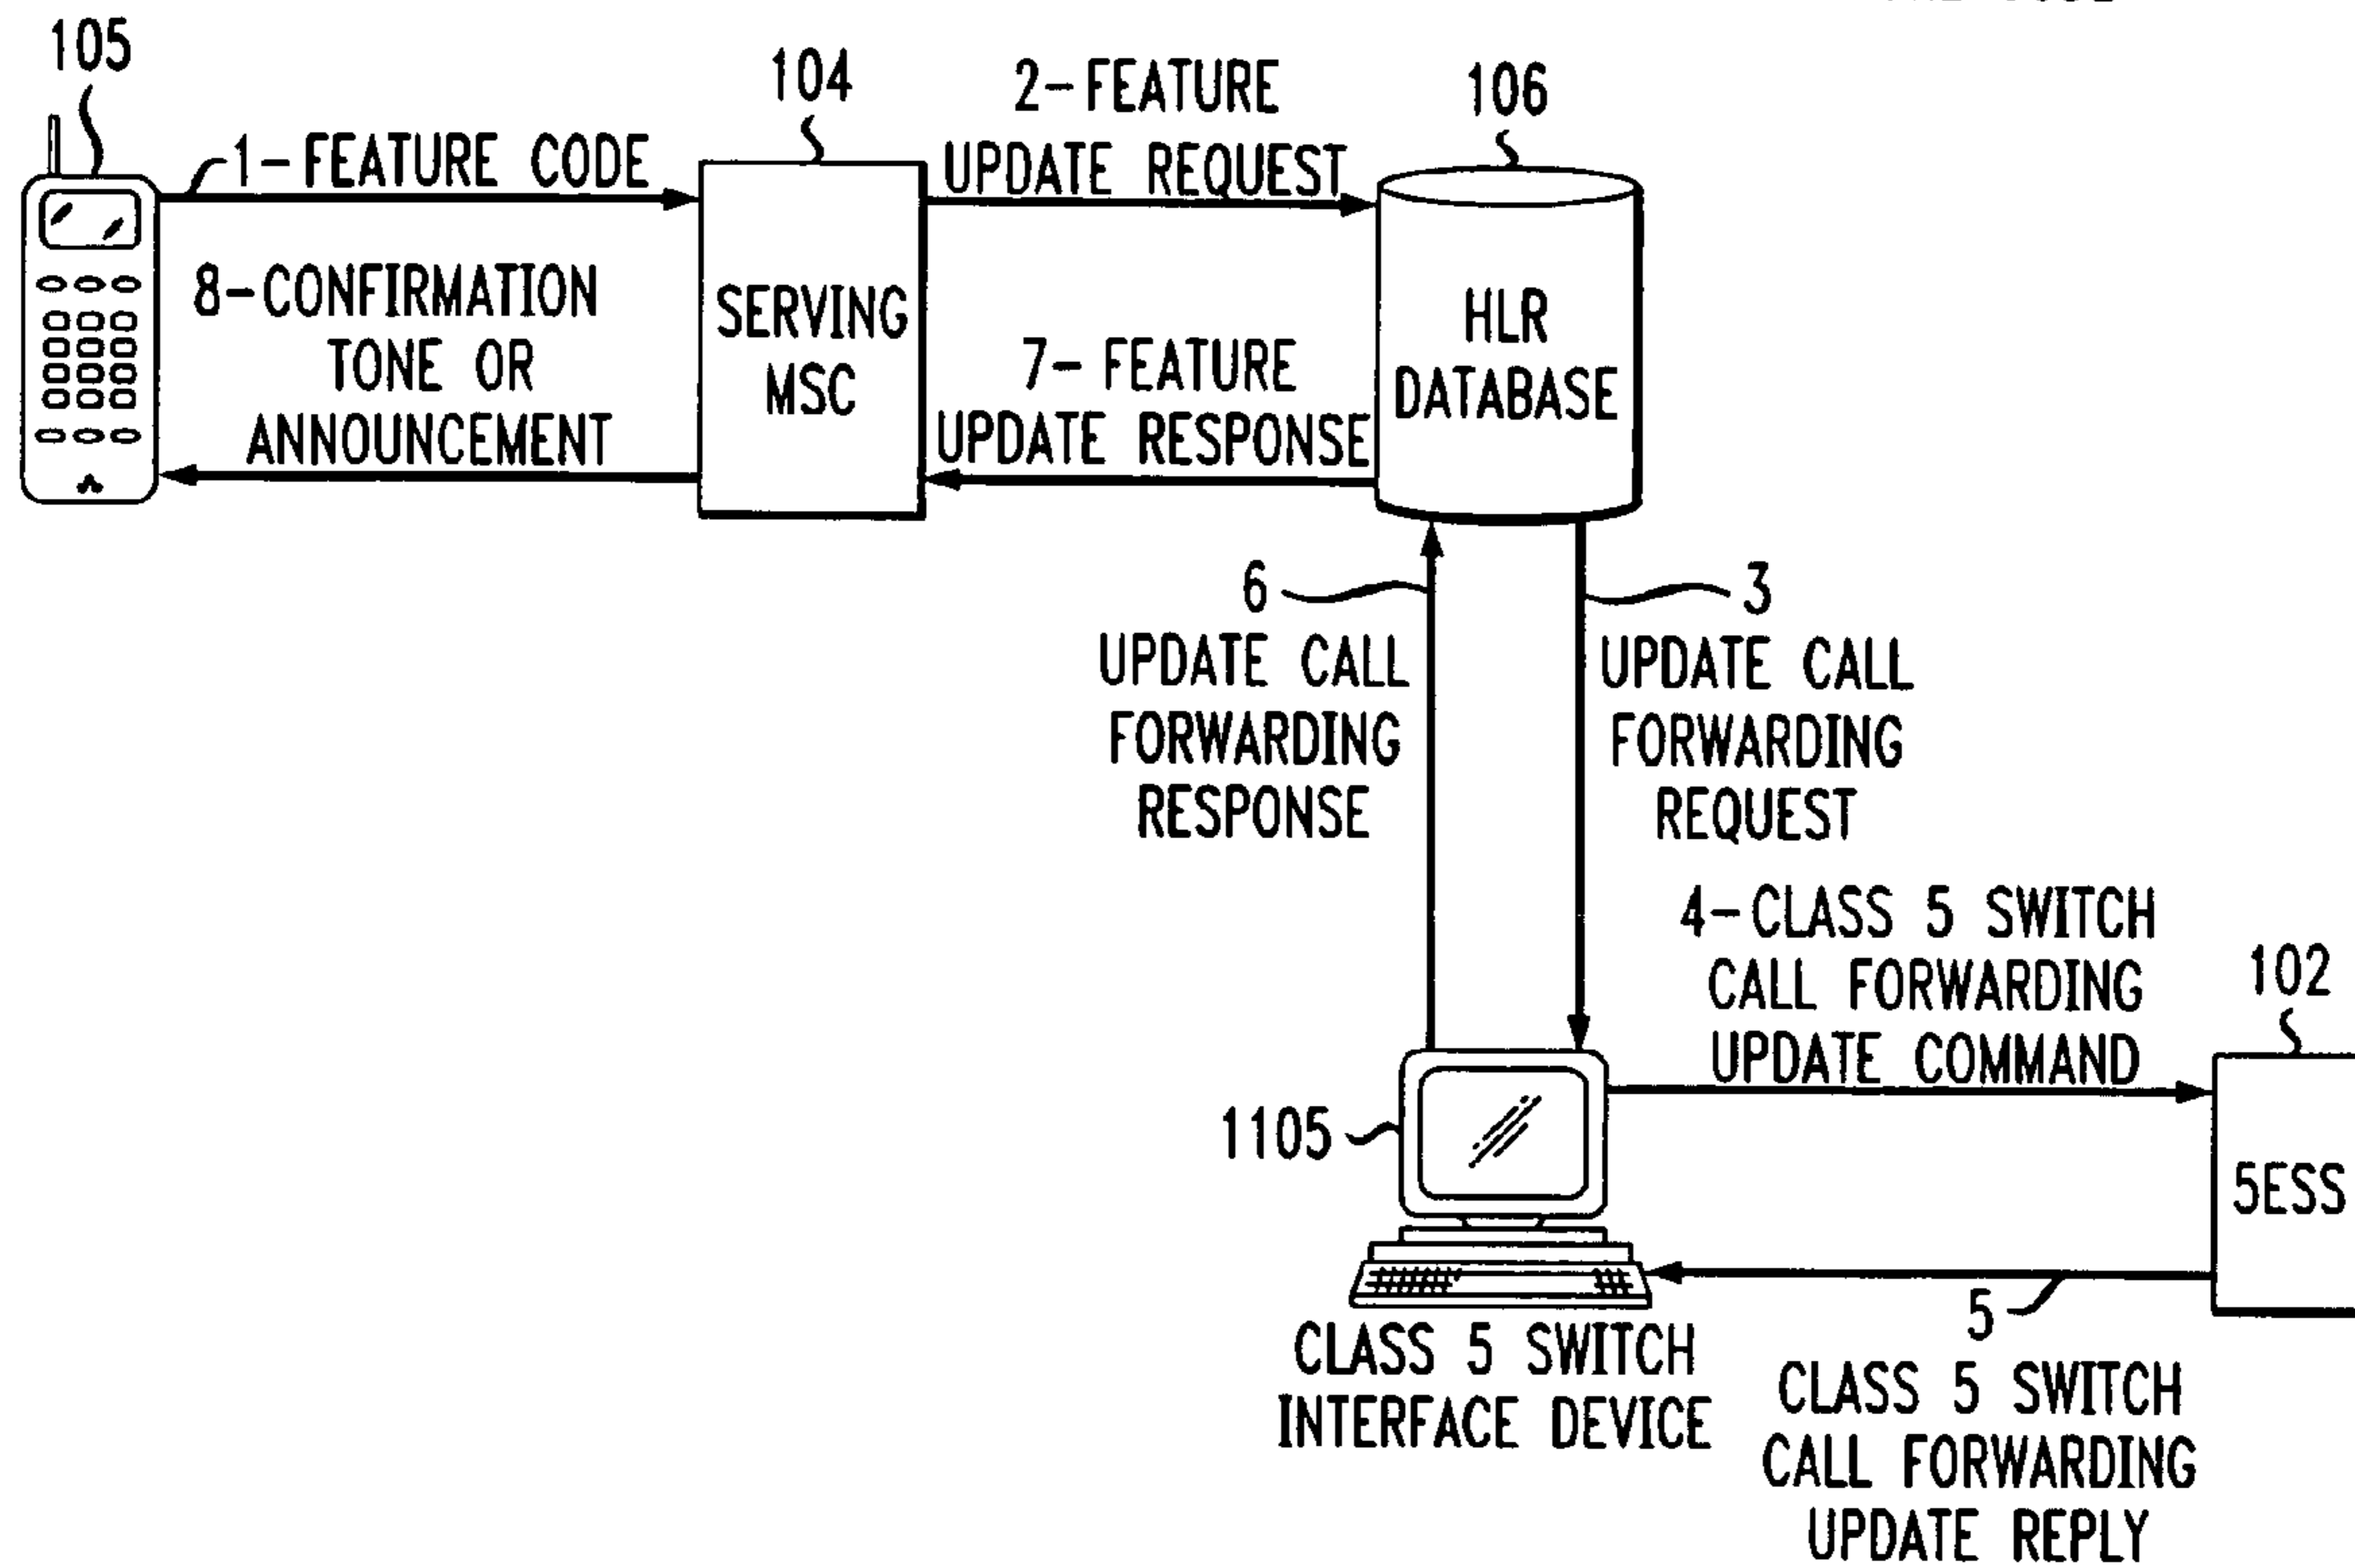 105
1-FEATURE CODE
104
2-FEATURE
UPDATE REQUEST
106
8-CONFIRMATION
TONE OR
ANNOUNCEMENT
SERVING
MSC
7- FEATURE
UPDATE RESPONSE
HLR
DATABASE
6
UPDATE CALL
FORWARDING
RESPONSE
3
UPDATE CALL
FORWARDING
REQUEST
4-CLASS 5 SWITCH
CALL FORWARDING
UPDATE COMMAND
102
1105
5ESS
5
CLASS 5 SWITCH
INTERFACE DEVICE
CLASS 5 SWITCH
CALL FORWARDING
UPDATE REPLY